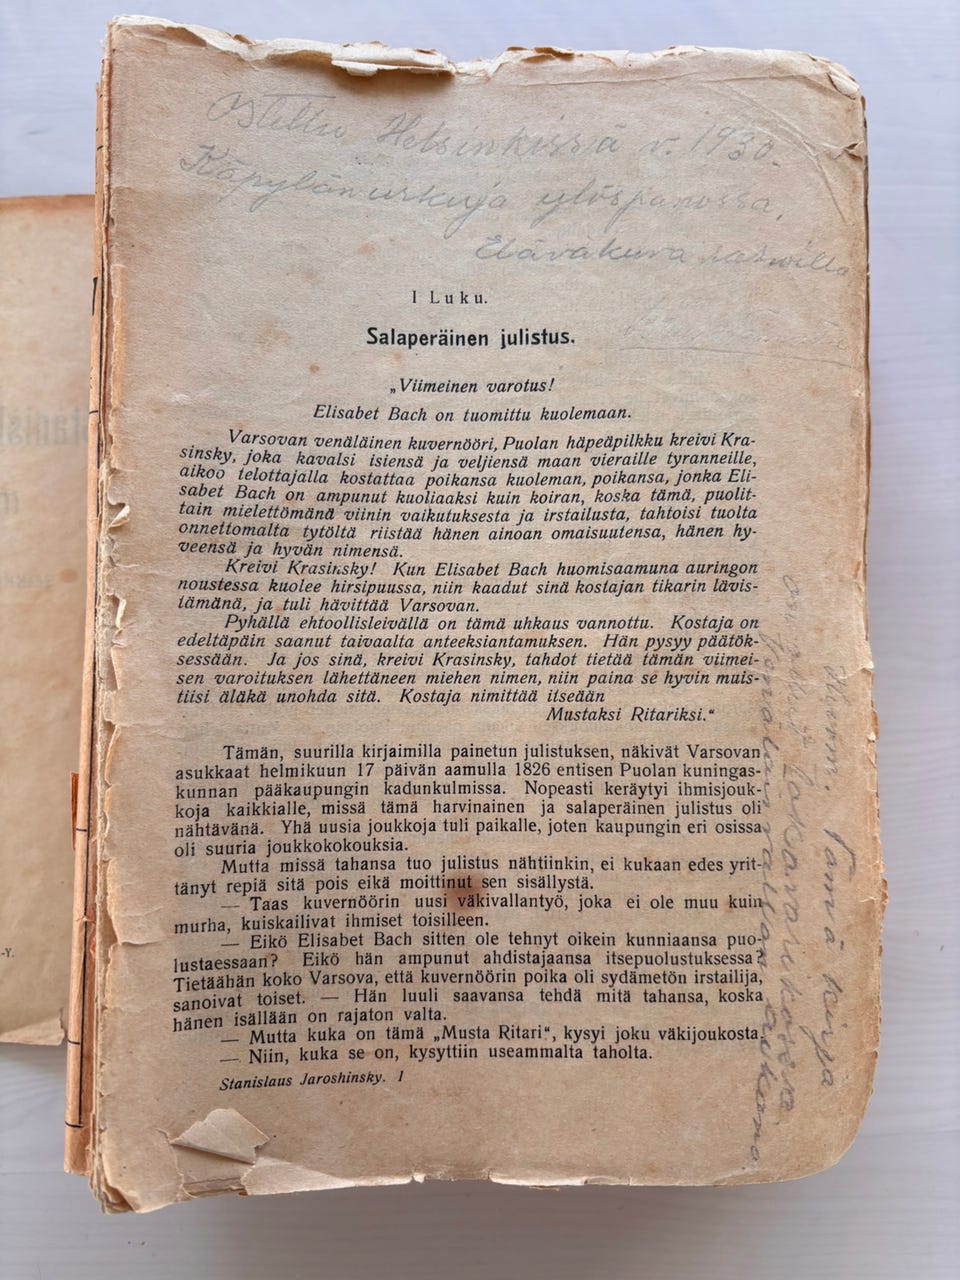 Ostettu Helsinkissä v. 1930.
Käpylän urkuja ylöspanossa,
Eläväkuva
I Luku.
Salaperäinen julistus.
„Viimeinen varotus!
Elisabet Bach on tuomittu kuolemaan.
Varsovan venäläinen kuvernööri, Puolan häpeäpilkku kreivi Kra-
sinsky, joka kavalsi isiensä ja veljiensä maan vieraille tyranneille,
aikoo telottajalla kostattaa poikansa kuoleman, poikansa, jonka Eli-
sabet Bach on ampunut kuoliaaksi kuin koiran, koska tämä, puolit-
tain mielettömänä viinin vaikutuksesta ja irstailusta, tahtoisi tuolta
onnettomalta tytöltä riistää hänen ainoan omaisuutensa, hänen hy-
veensä ja hyvän nimensä.
Kreivi Krasinsky! Kun Elisabet Bach huomisaamuna auringon
noustessa kuolee hirsipuussa, niin kaadut sinä kostajan tikarin lävis-
tämänä, ja tuli hävittää Varsovan.
Pyhällä ehtoollisleivällä on tämä uhkaus vannottu. Kostaja on
edeltäpäin saanut taivaalta anteeksiantamuksen. Hän pysyy päätök-
sessään. Ja jos sinä, kreivi Krasinsky, tahdot tietää tämän viimei-
sen varoituksen lähettäneen miehen nimen, niin paina se hyvin muis-
tiisi äläkä unohda sitä. Kostaja nimittää itseään
Mustaksi Ritariksi.“
Tämän, suurilla kirjaimilla painetun julistuksen, näkivät Varsovan
asukkaat helmikuun 17 päivän aamulla 1826 entisen Puolan kuningas-
kunnan pääkaupungin kadunkulmissa. Nopeasti keräytyi ihmisjouk-
koja kaikkialle, missä tämä harvinainen ja salaperäinen julistus oli
nähtävänä. Yhä uusia joukkoja tuli paikalle, joten kaupungin eri osissa
oli suuria joukkokokouksia.
Mutta missä tahansa tuo julistus nähtiinkin, ei kukaan edes yrit-
tänyt repiä sitä pois eikä moittinut sen sisällystä.
— Taas kuvernöörin uusi väkivallantyö, joka ei ole muu kuin
murha, kuiskailivat ihmiset toisilleen.
— Eikö Elisabet Bach sitten ole tehnyt oikein kunniaansa puo-
lustaessaan? Eikö hän ampunut ahdistajaansa itsepuolustuksessa?
Tietäähän koko Varsova, että kuvernöörin poika oli sydämetön irstailija,
sanoivat toiset. — Hän luuli saavansa tehdä mitä tahansa, koska
hänen isällään on rajaton valta.
— Mutta kuka on tämä „Musta Ritari“, kysyi joku väkijoukosta.
— Niin, kuka se on, kysyttiin useammalta taholta.
Stanislaus Jaroshinsky. 1
Tämä kirja